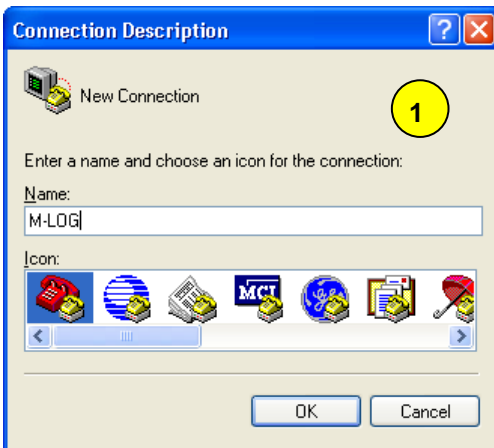 Connection Description
New Connection
1
Enter a name and choose an icon for the connection:
Name:
M-LOG
Icon:
MCI
OK
Cancel